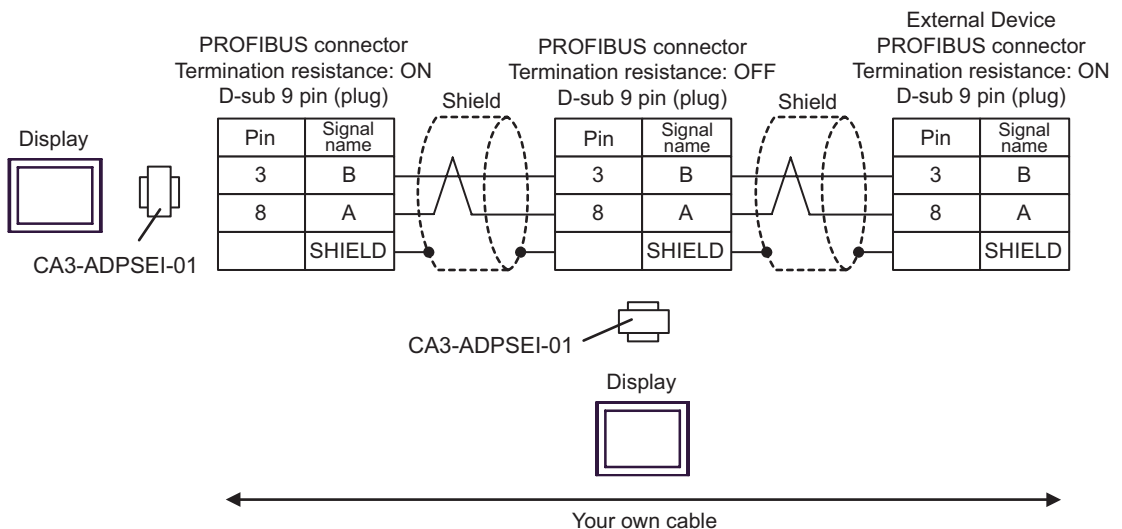 External Device
PROFIBUS connector
PROFIBUS connector
PROFIBUS connector
Termination resistance: ON
Termination resistance: OFF
Termination resistance: ON
D-sub 9 pin (plug)
Shield
D-sub 9 pin (plug)
Shield
D-sub 9 pin (plug)
Display
Pin
Signal name
Pin
Signal name
Pin
Signal name
3
B
3
B
3
B
8
A
8
A
8
A
SHIELD
SHIELD
SHIELD
CA3-ADPSEI-01
CA3-ADPSEI-01
Display
Your own cable